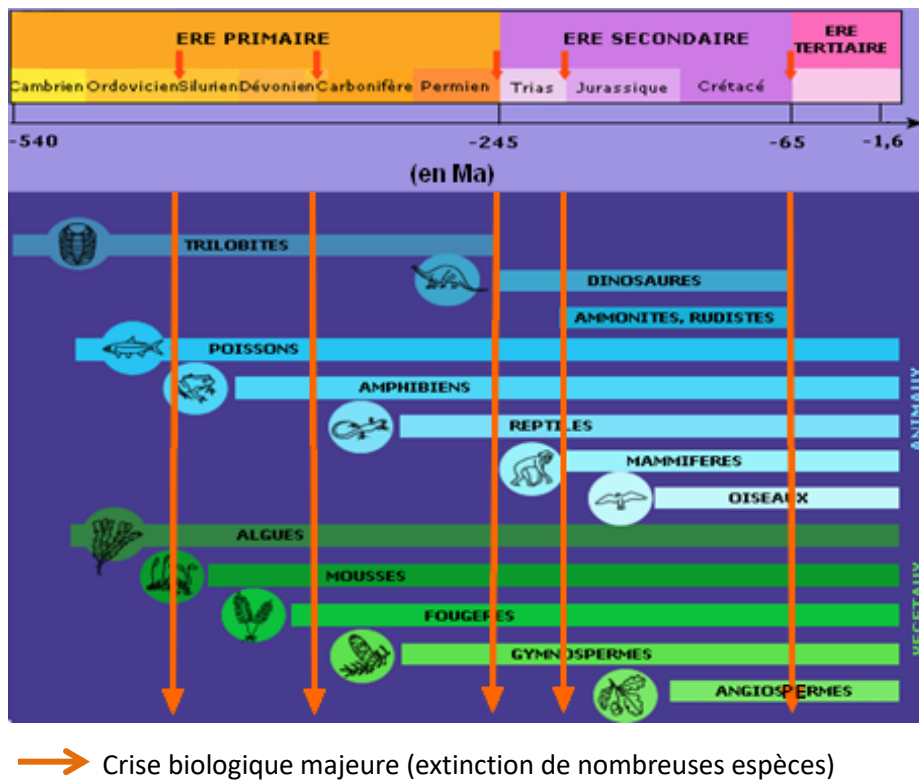 ERE PRIMAIRE ERE SECONDAIRE ERE TERTIAIRE
Cambrien Ordovicien Silurien Dévonien Carbonifère Permien Trias Jurassique Crétacé
-540 -245 -65 -1,6
(en Ma)
TRILOBITES
DINOSAURES
AMMONITES, RUDISTES
POISSONS
AMPHIBIENS
REPTILES
MAMMIFERES
OISEAUX
ANIMAUX
ALGUES
MOUSSES
FOUGERES
GYMNOSPERMES
ANGIOSPERMES
VEGETAUX
Crise biologique majeure (extinction de nombreuses espèces)